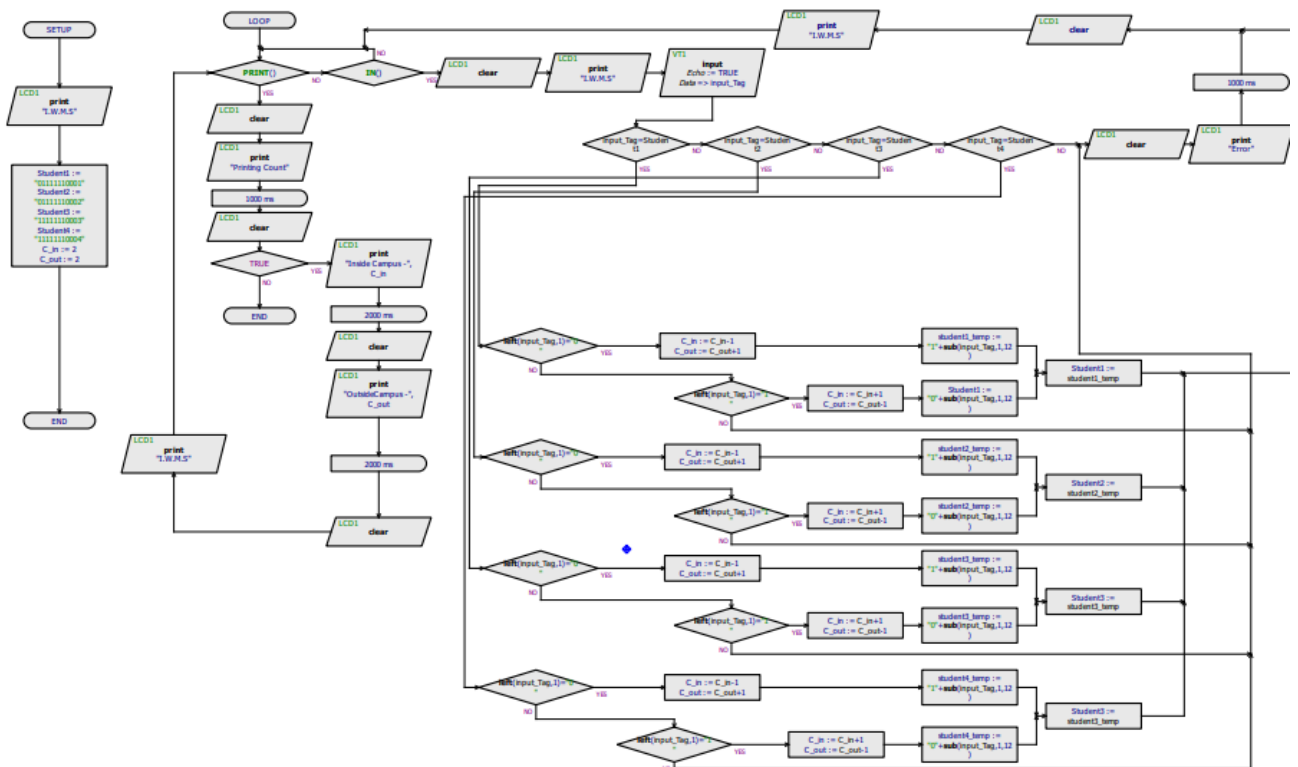 SETUP
LCD1
print
"I.W.M.S"
Student1 :=
"01111110001"
Student2 :=
"01111110002"
Student3 :=
"11111110003"
Student4 :=
"11111110004"
C_in := 2
C_out := 2
END
LOOP
PRINT()
NO
YES
IN()
NO
YES
LCD1
clear
LCD1
print
"Printing Count"
1000 ms
LCD1
clear
TRUE
YES
NO
END
LCD1
print
"Inside Campus -",
C_in
2000 ms
LCD1
clear
LCD1
print
"OutsideCampus -",
C_out
2000 ms
LCD1
clear
LCD1
print
"I.W.M.S"
LCD1
clear
LCD1
print
"I.W.M.S"
VT1
input
Echo := TRUE
Data => input_Tag
LCD1
print
"I.W.M.S"
LCD1
clear
1000 ms
LCD1
print
"Error"
LCD1
clear
input_Tag=Studen
t1
NO
YES
input_Tag=Studen
t2
NO
YES
input_Tag=Studen
t3
NO
YES
input_Tag=Studen
t4
NO
YES
left(input_Tag,1)="0
"
YES
NO
C_in := C_in-1
C_out := C_out+1
student1_temp :=
"1"+sub(input_Tag,1,12
)
left(input_Tag,1)="1
"
YES
NO
C_in := C_in+1
C_out := C_out-1
Student1 :=
"0"+sub(input_Tag,1,12
)
Student1 :=
student1_temp
left(input_Tag,1)="0
"
YES
NO
C_in := C_in-1
C_out := C_out+1
student2_temp :=
"1"+sub(input_Tag,1,12
)
left(input_Tag,1)="1
"
YES
NO
C_in := C_in+1
C_out := C_out-1
student2_temp :=
"0"+sub(input_Tag,1,12
)
Student2 :=
student2_temp
left(input_Tag,1)="0
"
YES
NO
C_in := C_in-1
C_out := C_out+1
student3_temp :=
"1"+sub(input_Tag,1,12
)
left(input_Tag,1)="1
"
YES
NO
C_in := C_in+1
C_out := C_out-1
student3_temp :=
"0"+sub(input_Tag,1,12
)
Student3 :=
student3_temp
left(input_Tag,1)="0
"
YES
NO
C_in := C_in-1
C_out := C_out+1
student4_temp :=
"1"+sub(input_Tag,1,12
)
left(input_Tag,1)="1
"
YES
C_in := C_in+1
C_out := C_out-1
student4_temp :=
"0"+sub(input_Tag,1,12
)
Student3 :=
student3_temp